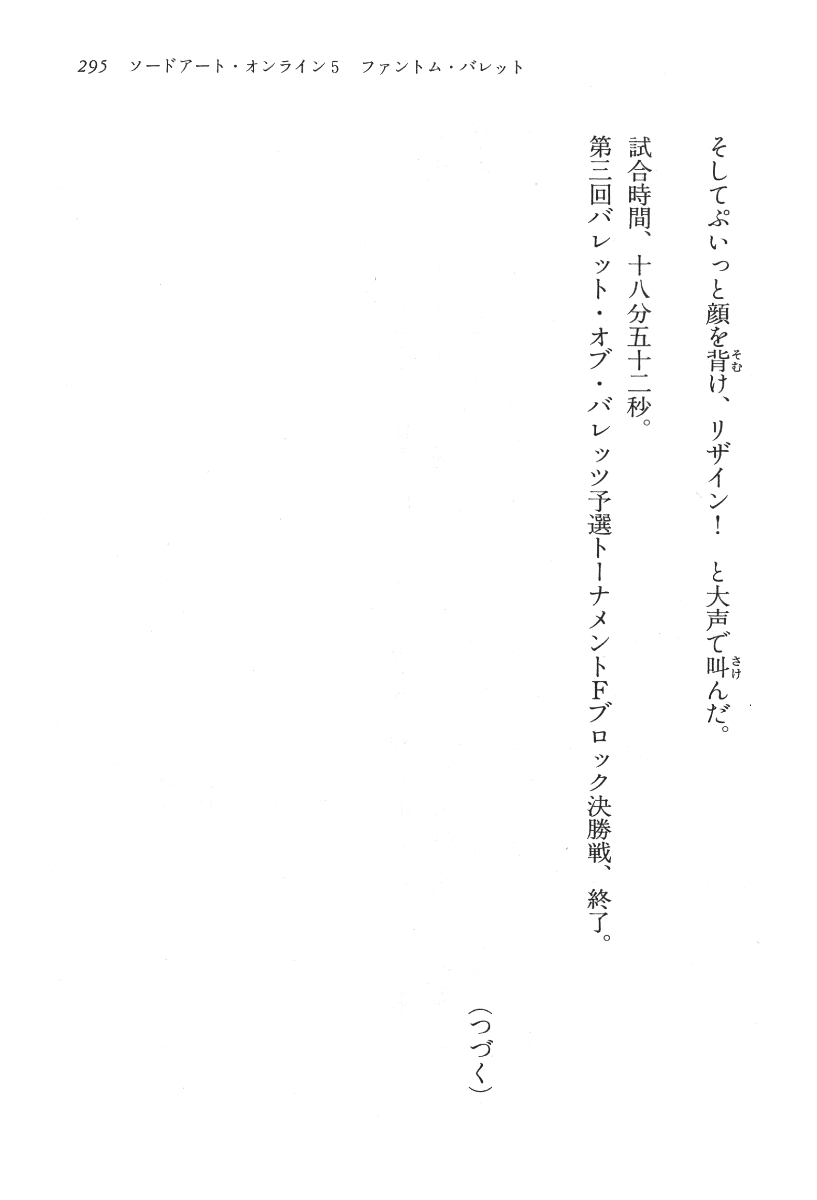 295　ソードアート・オンライン5　ファントム・バレット
そしてぷいっと顔を背け、リザイン！　と大声で叫んだ。
試合時間、十八分五十二秒。
第三回バレット・オブ・バレッツ予選トーナメントFブロック決勝戦、終了。
（つづく）